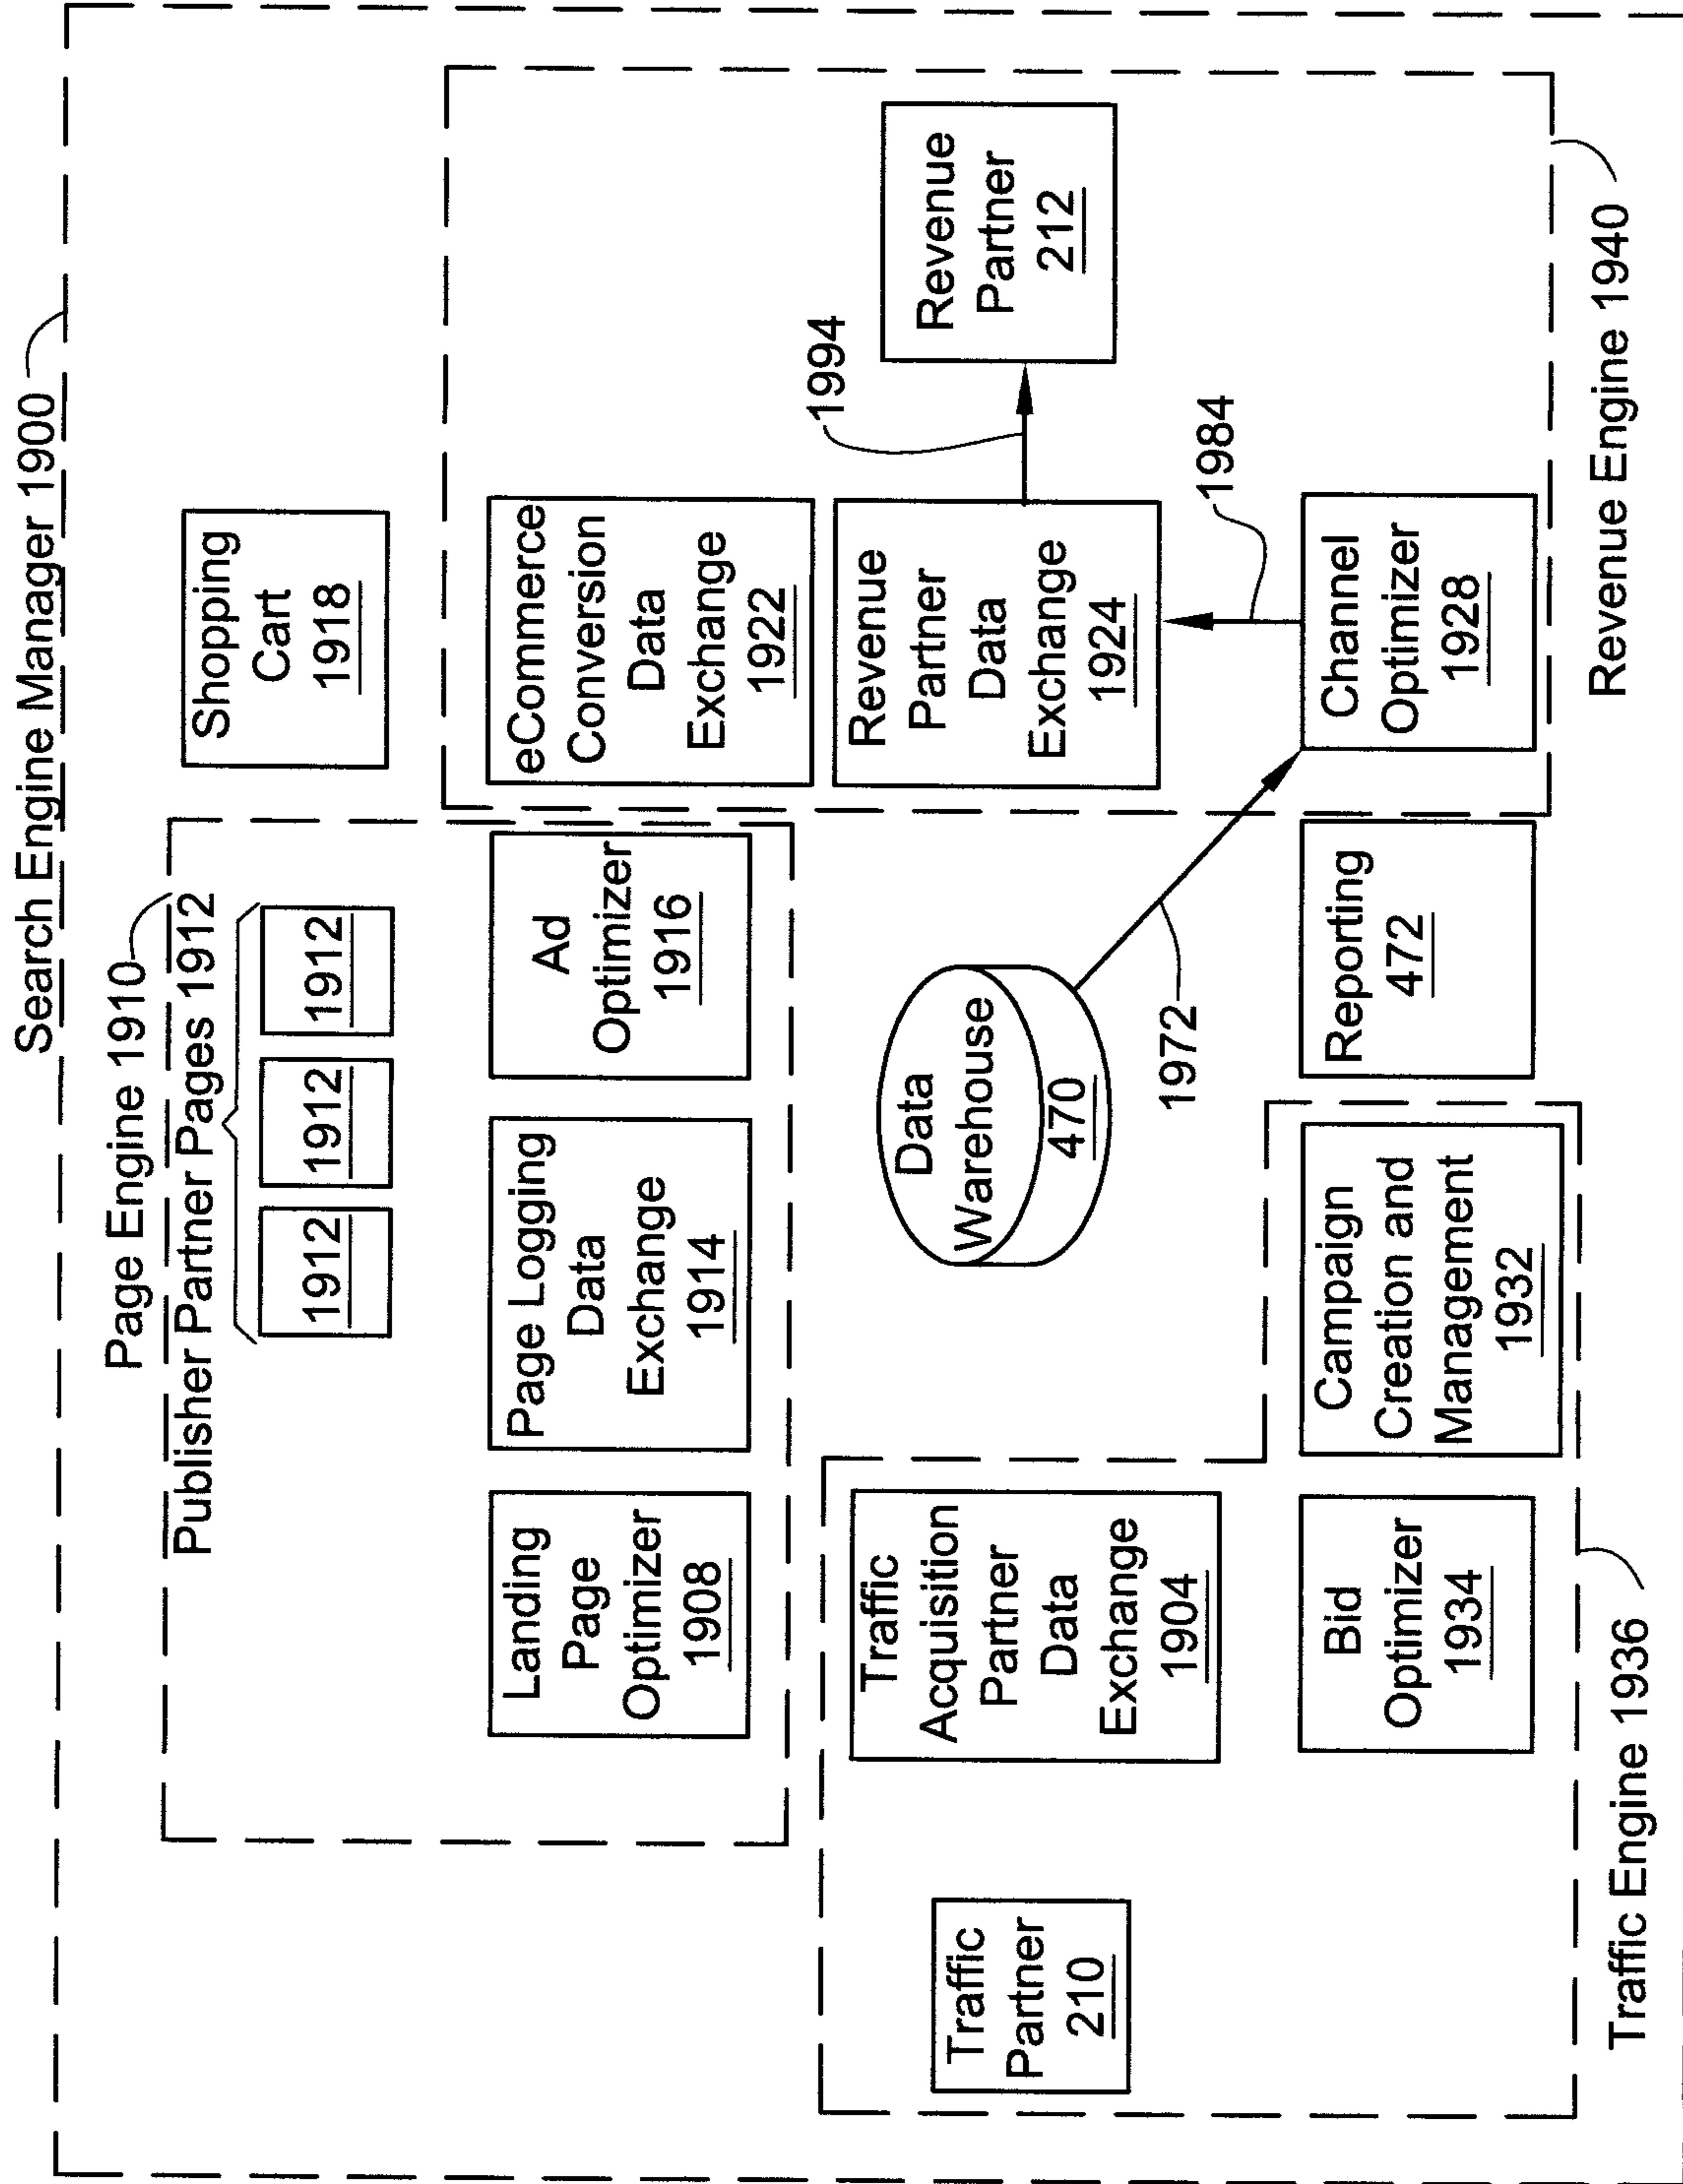 Search Engine Manager 1900
Page Engine 1910
Publisher Partner Pages 1912
1912
1912
1912
Shopping
Cart
1918
Landing
Page
Optimizer
1908
Page Logging
Data
Exchange
1914
Ad
Optimizer
1916
eCommerce
Conversion
Data
Exchange
1922
Traffic
Partner
210
Traffic
Acquisition
Partner
Data
Exchange
1904
Data
Warehouse
470
1972
Revenue
Partner
Data
Exchange
1924
1994
Revenue
Partner
212
1984
Bid
Optimizer
1934
Campaign
Creation and
Management
1932
Reporting
472
Channel
Optimizer
1928
Traffic Engine 1936
Revenue Engine 1940